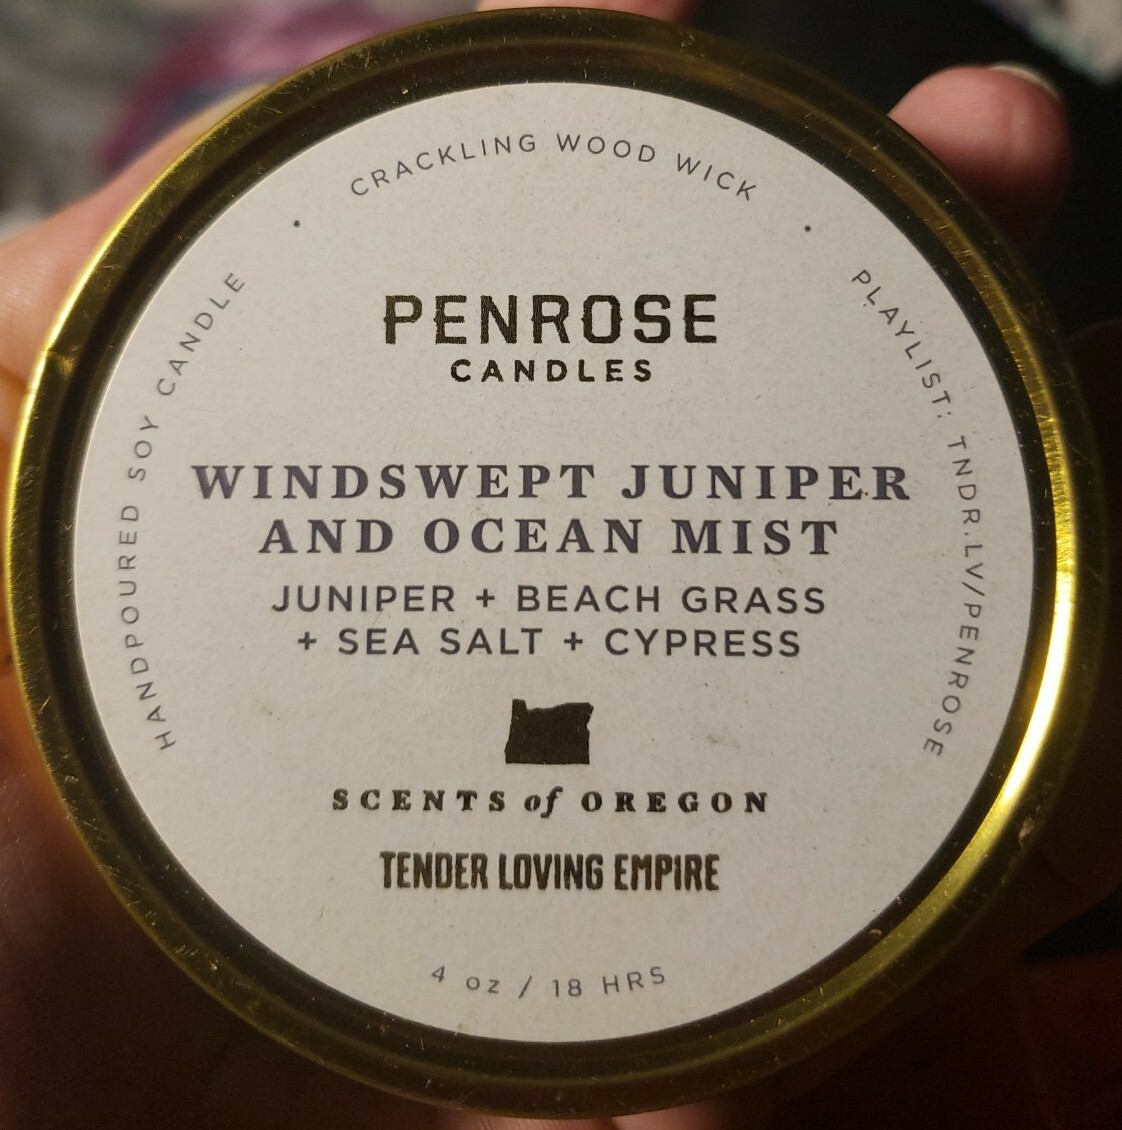 CRACKLING WOOD WICK
HANDPOURED SOY CANDLE
PLAYLIST: TNDR.LV/PENROSE
PENROSE
CANDLES
WINDSWEPT JUNIPER
AND OCEAN MIST
JUNIPER + BEACH GRASS
+ SEA SALT + CYPRESS
SCENTS of OREGON
TENDER LOVING EMPIRE
4 oz / 18 HRS